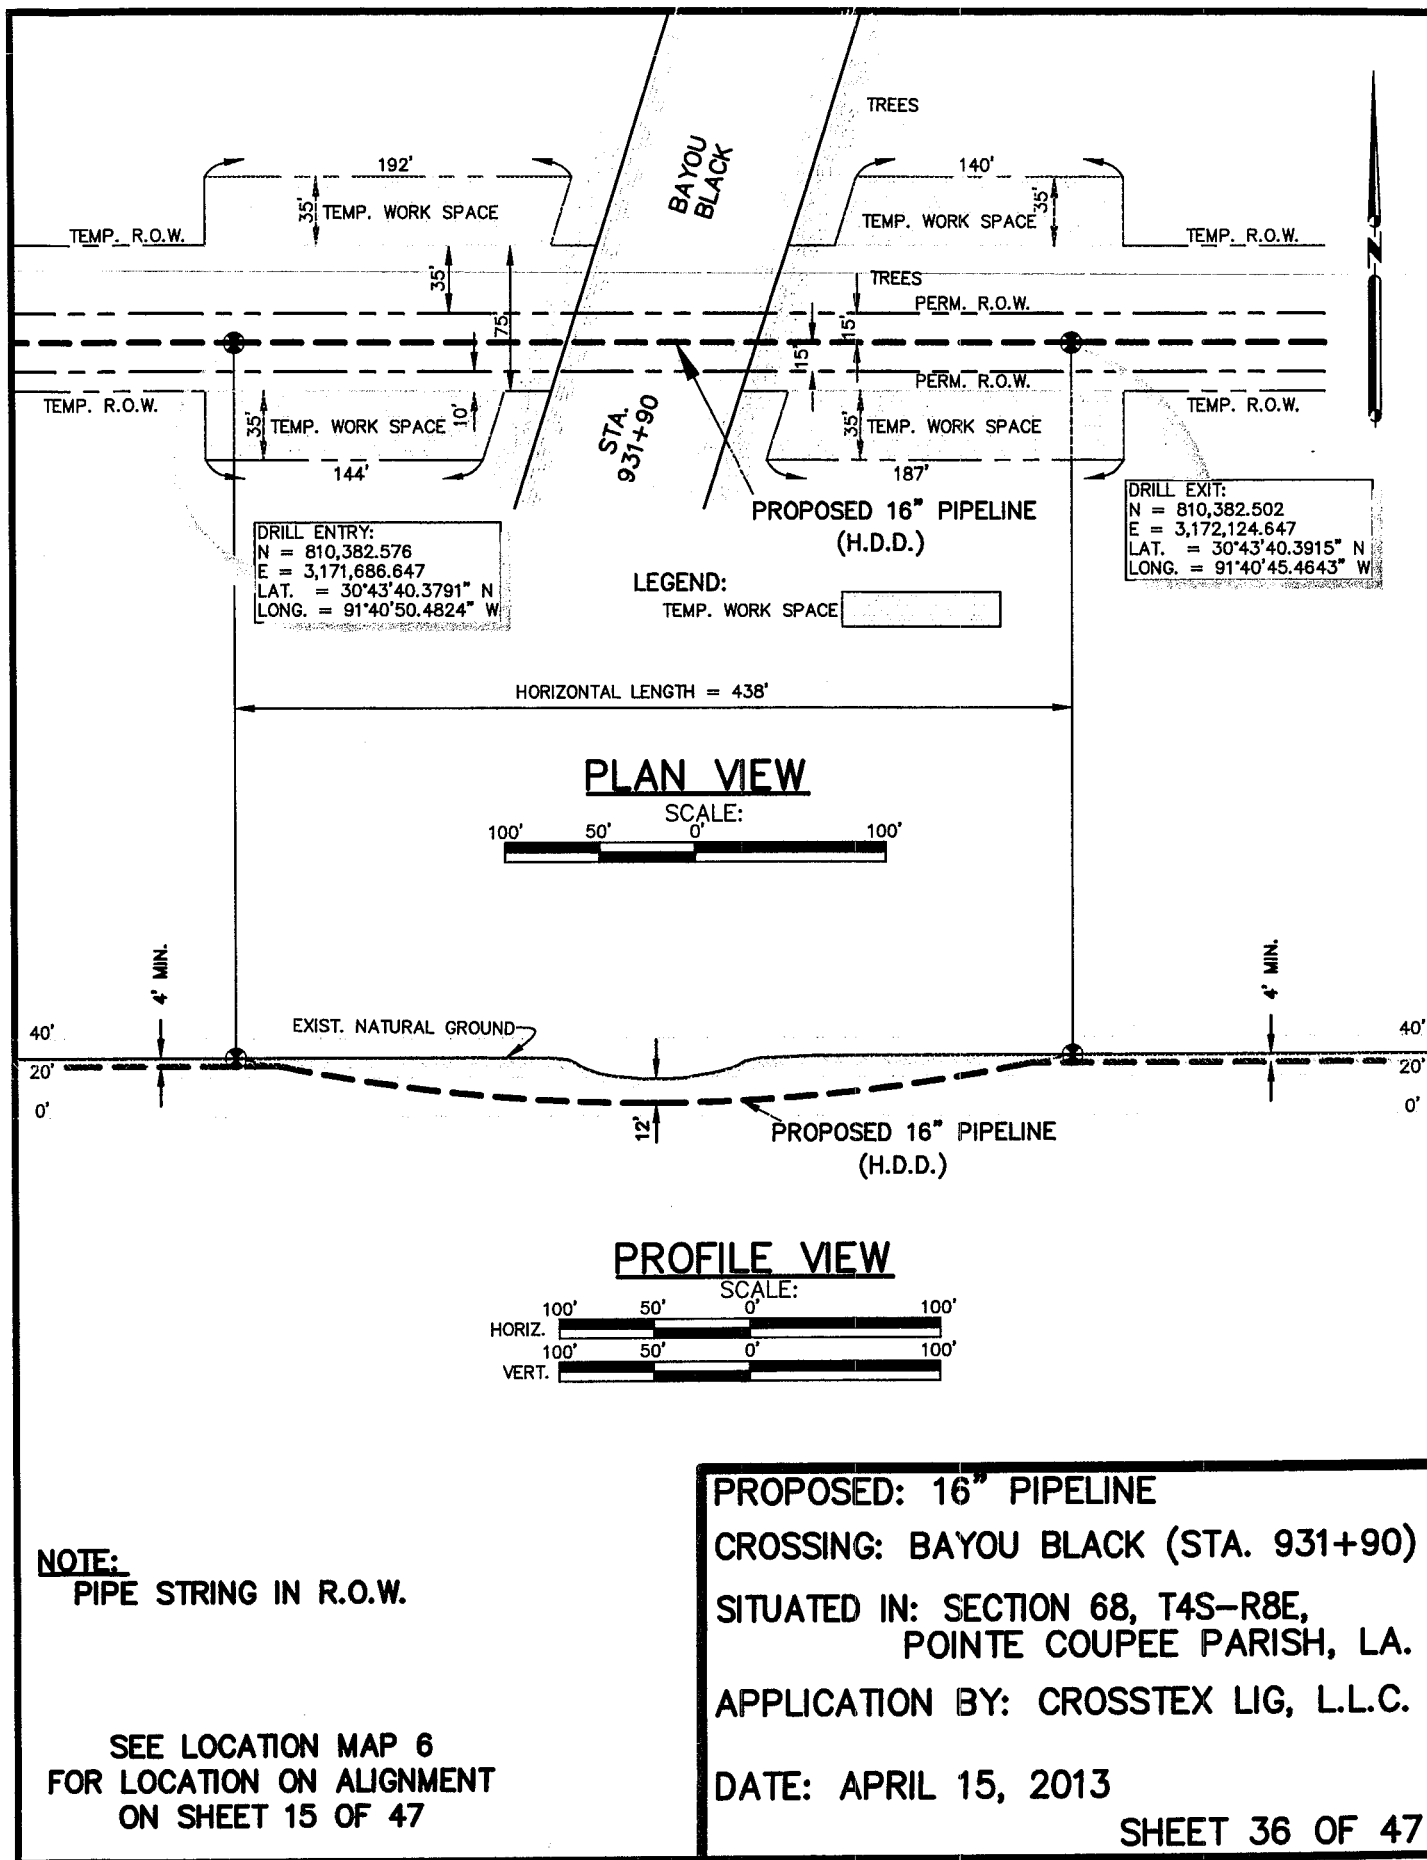 TREES
BAYOU
BLACK
192'
140'
35'
TEMP. WORK SPACE
TEMP. WORK SPACE
35'
TEMP. R.O.W.
TEMP. R.O.W.
N
35'
TREES
PERM. R.O.W.
75'
15'
15'
PERM. R.O.W.
TEMP. R.O.W.
TEMP. R.O.W.
35'
TEMP. WORK SPACE
10'
STA.
931+90
35'
TEMP. WORK SPACE
144'
187'
PROPOSED 16" PIPELINE
(H.D.D.)
DRILL ENTRY:
N = 810,382.576
E = 3,171,686.647
LAT. = 30°43'40.3791" N
LONG. = 91°40'50.4824" W
DRILL EXIT:
N = 810,382.502
E = 3,172,124.647
LAT. = 30°43'40.3915" N
LONG. = 91°40'45.4643" W
LEGEND:
TEMP. WORK SPACE
HORIZONTAL LENGTH = 438'
PLAN VIEW
SCALE:
100' 50' 0' 100'
4' MIN.
4' MIN.
EXIST. NATURAL GROUND
40'
20'
0'
40'
20'
0'
12'
PROPOSED 16" PIPELINE
(H.D.D.)
PROFILE VIEW
SCALE:
100' 50' 0' 100'
HORIZ.
100' 50' 0' 100'
VERT.
NOTE:
PIPE STRING IN R.O.W.
SEE LOCATION MAP 6
FOR LOCATION ON ALIGNMENT
ON SHEET 15 OF 47
PROPOSED: 16" PIPELINE
CROSSING: BAYOU BLACK (STA. 931+90)
SITUATED IN: SECTION 68, T4S-R8E,
POINTE COUPEE PARISH, LA.
APPLICATION BY: CROSSTEX LIG, L.L.C.
DATE: APRIL 15, 2013
SHEET 36 OF 47